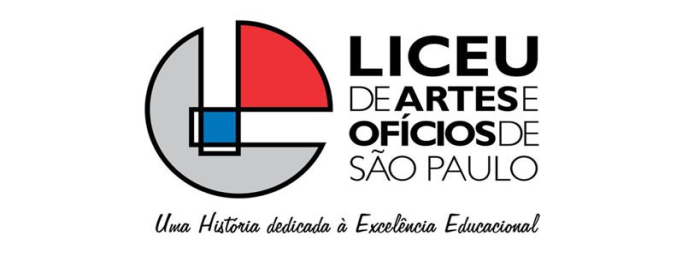 LICEU
DE ARTES E
OFÍCIOS DE
SÃO PAULO
Uma História dedicada à Excelência Educacional